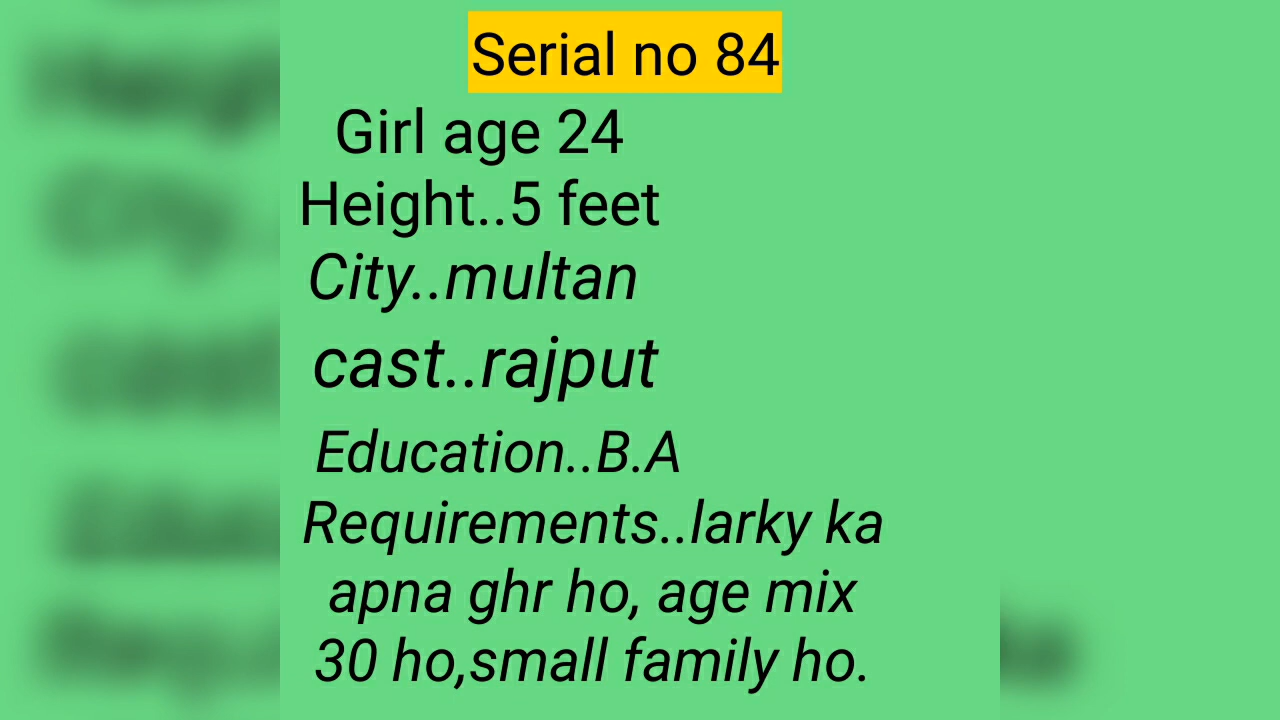 Serial no 84
Girl age 24
Height..5 feet
City..multan
cast..rajput
Education..B.A
Requirements..larky ka
apna ghr ho, age mix
30 ho,small family ho.